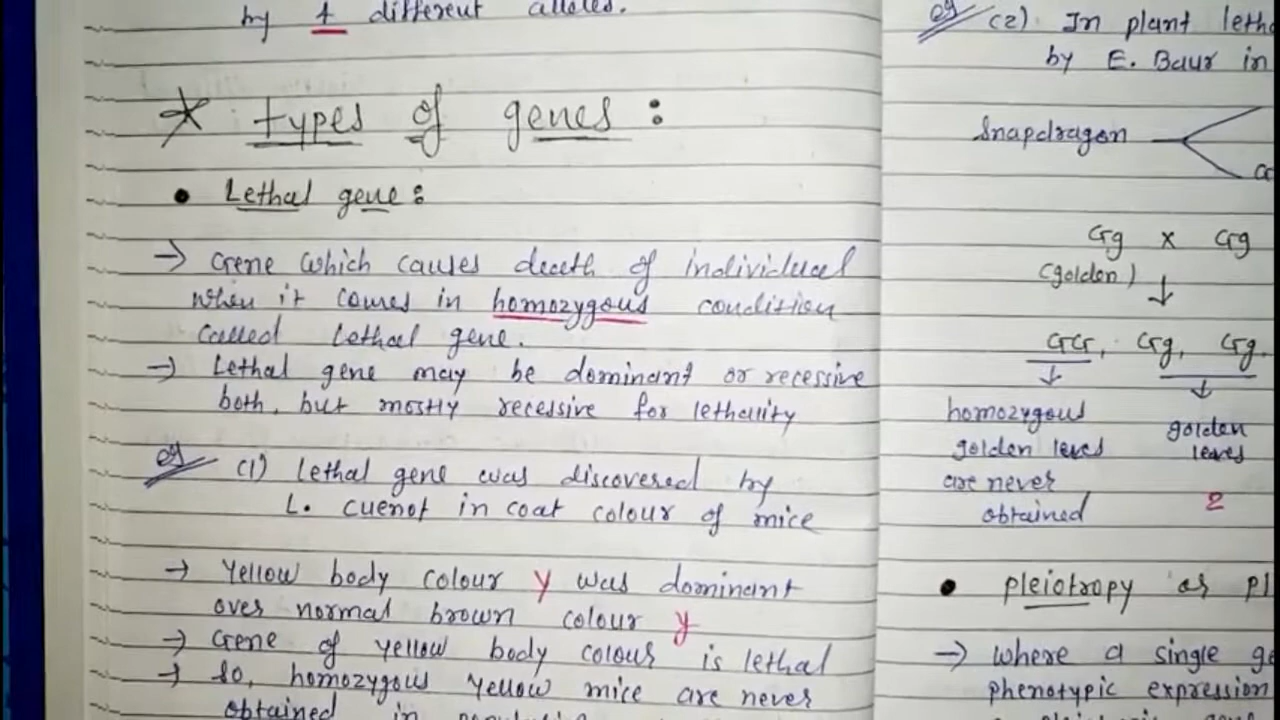 by 4 different alleles.
* Types of genes :
• Lethal gene :
→ Gene which causes death of individual
when it comes in homozygous condition
called lethal gene.
→ Lethal gene may be dominant or recessive
both, but mostly recessive for lethality
eg (1) Lethal gene was discovered by
L. cuenot in coat colour of mice
→ Yellow body colour Y was dominant
over normal brown colour y
→ Gene of yellow body colour is lethal
→ So, homozygous yellow mice are never
obtained in
eg (2) In plant
by E. Baur in
Snapdragon
Gg x Gg
(golden) ↓
GG, Gg, Gg
↓ ↓
homozygous
golden leves
are never
obtained
golden
leaves
2
• pleiotropy or
→ where a single
phenotypic expression